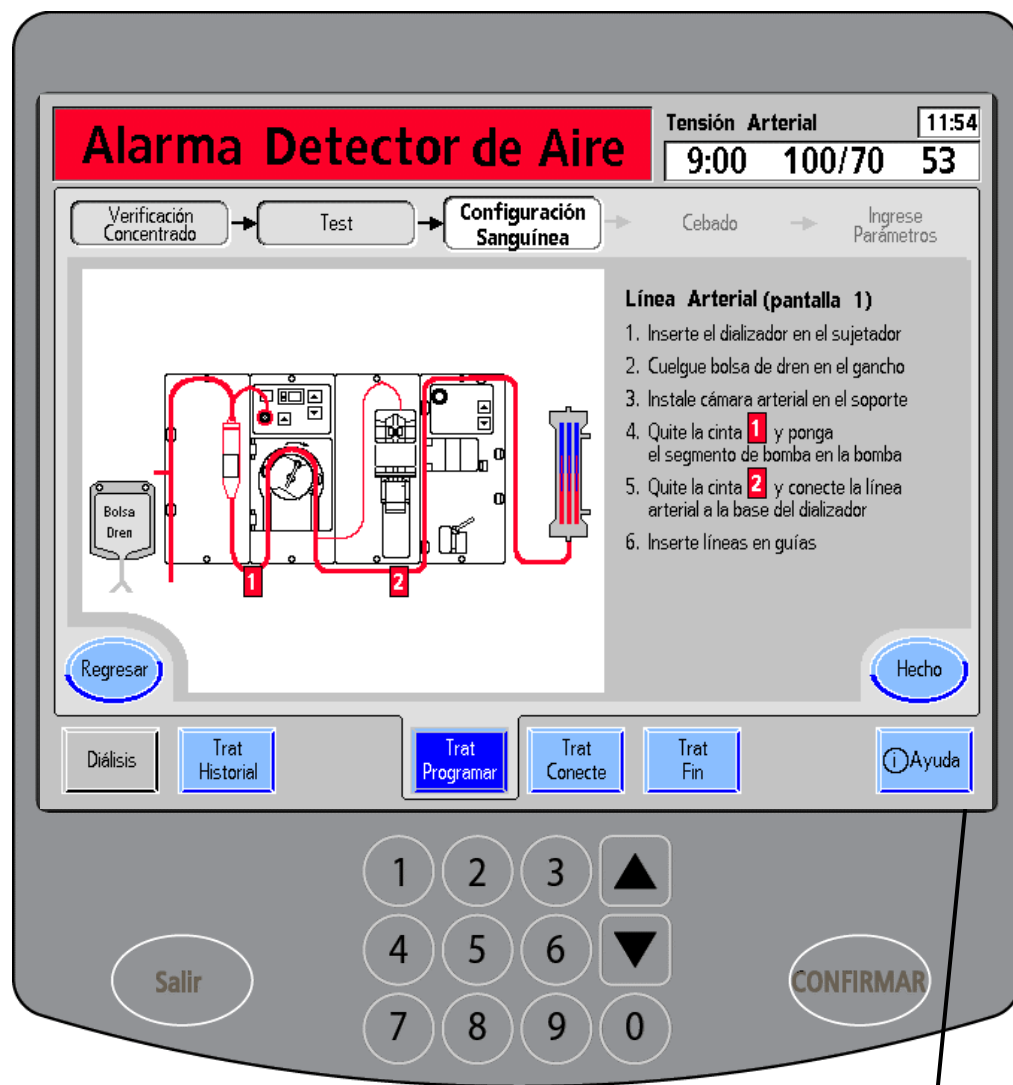 Alarma Detector de Aire
Tensión Arterial
11:54
9:00 100/70 53
Verificación
Concentrado
Test
Configuración
Sanguínea
Cebado
Ingrese
Parámetros
Línea Arterial (pantalla 1)
1. Inserte el dializador en el sujetador
2. Cuelgue bolsa de dren en el gancho
3. Instale cámara arterial en el soporte
4. Quite la cinta 1 y ponga
el segmento de bomba en la bomba
5. Quite la cinta 2 y conecte la línea
arterial a la base del dializador
6. Inserte líneas en guías
Bolsa
Dren
1
2
Regresar
Hecho
Diálisis
Trat
Historial
Trat
Programar
Trat
Conecte
Trat
Fin
i Ayuda
1 2 3
4 5 6
7 8 9 0
Salir
CONFIRMAR